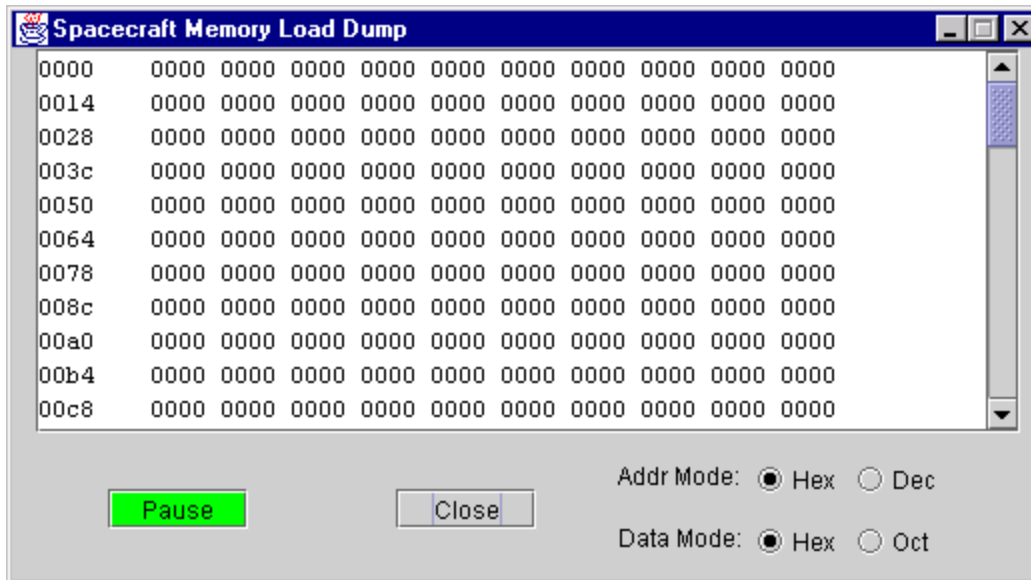 Spacecraft Memory Load Dump
0000 0000 0000 0000 0000 0000 0000 0000 0000 0000 0000
0014 0000 0000 0000 0000 0000 0000 0000 0000 0000 0000
0028 0000 0000 0000 0000 0000 0000 0000 0000 0000 0000
003c 0000 0000 0000 0000 0000 0000 0000 0000 0000 0000
0050 0000 0000 0000 0000 0000 0000 0000 0000 0000 0000
0064 0000 0000 0000 0000 0000 0000 0000 0000 0000 0000
0078 0000 0000 0000 0000 0000 0000 0000 0000 0000 0000
008c 0000 0000 0000 0000 0000 0000 0000 0000 0000 0000
00a0 0000 0000 0000 0000 0000 0000 0000 0000 0000 0000
00b4 0000 0000 0000 0000 0000 0000 0000 0000 0000 0000
00c8 0000 0000 0000 0000 0000 0000 0000 0000 0000 0000
Addr Mode: Hex Dec
Pause Close
Data Mode: Hex Oct